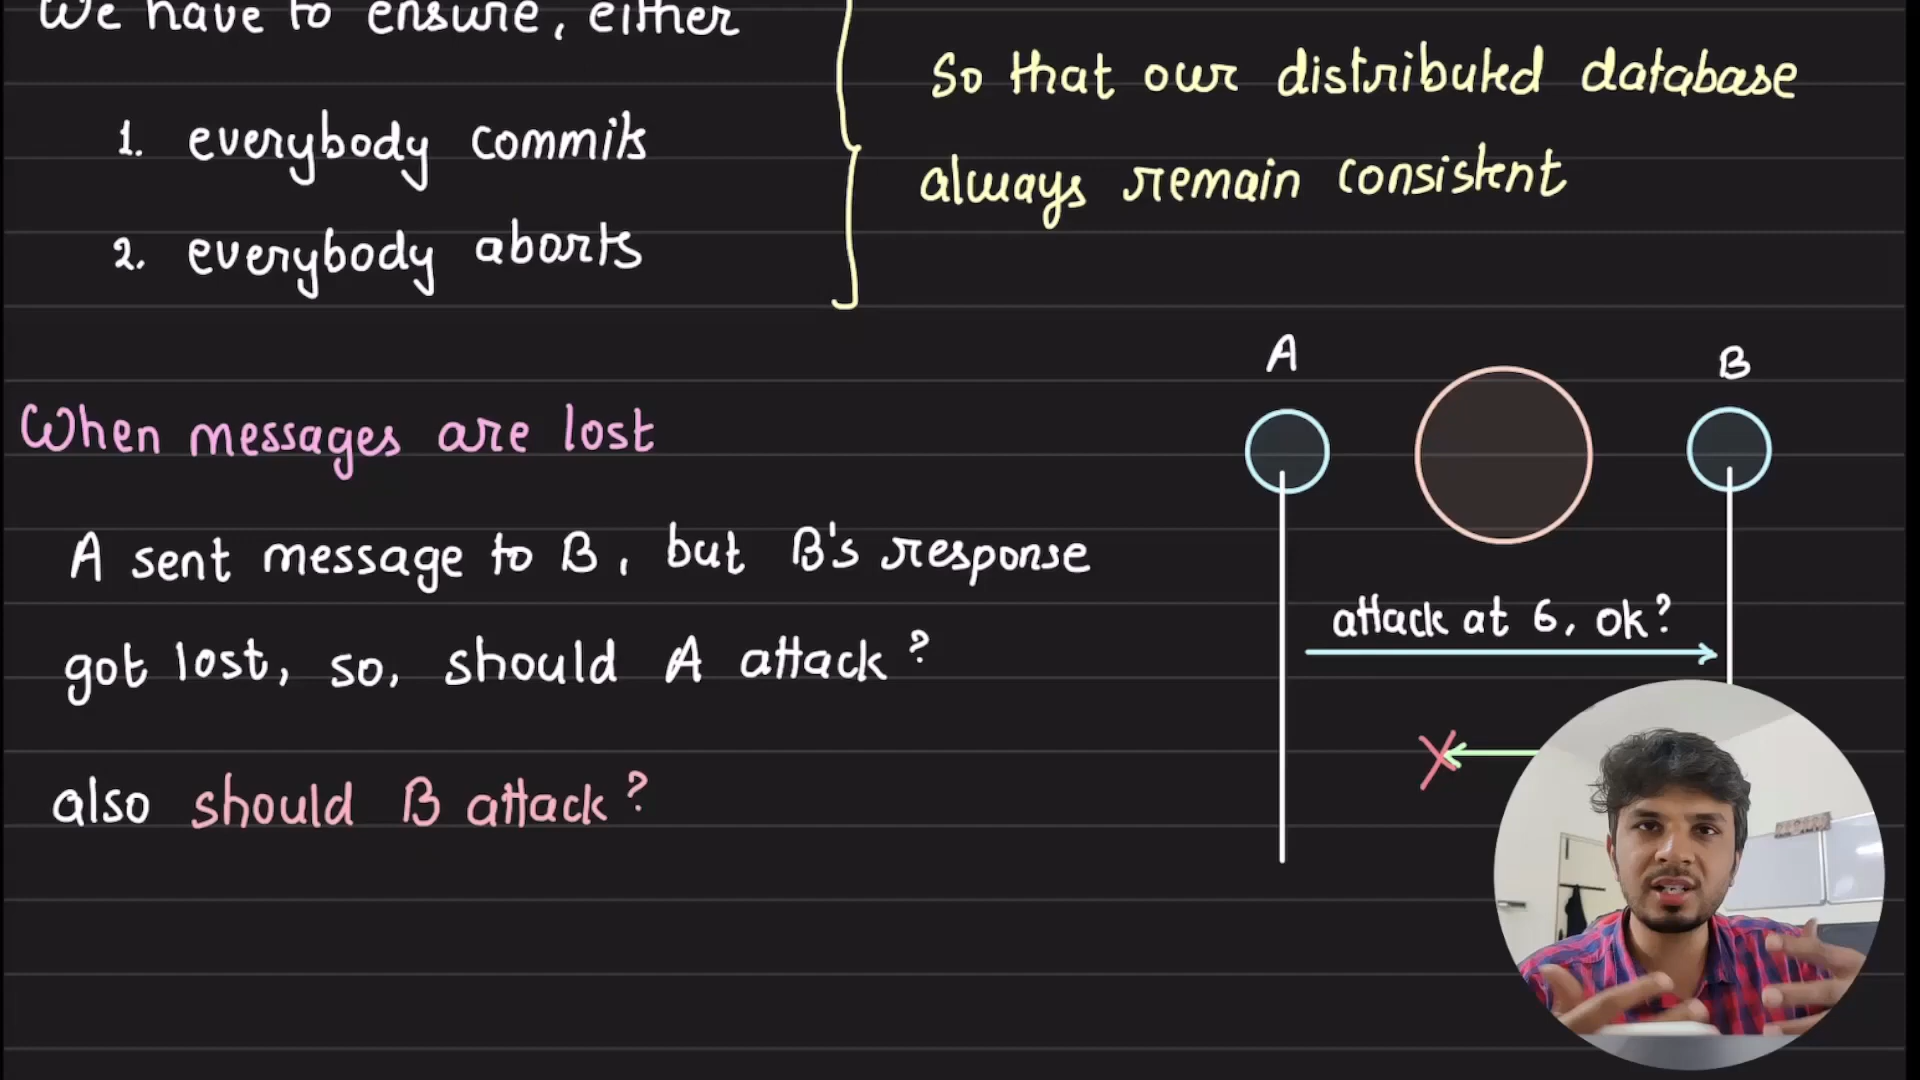 We have to ensure, either
1. everybody commits
2. everybody aborts
So that our distributed database
always remain consistent
When messages are lost
A sent message to B, but B's response
got lost, so, should A attack?
also should B attack?
A
B
attack at 6, ok?